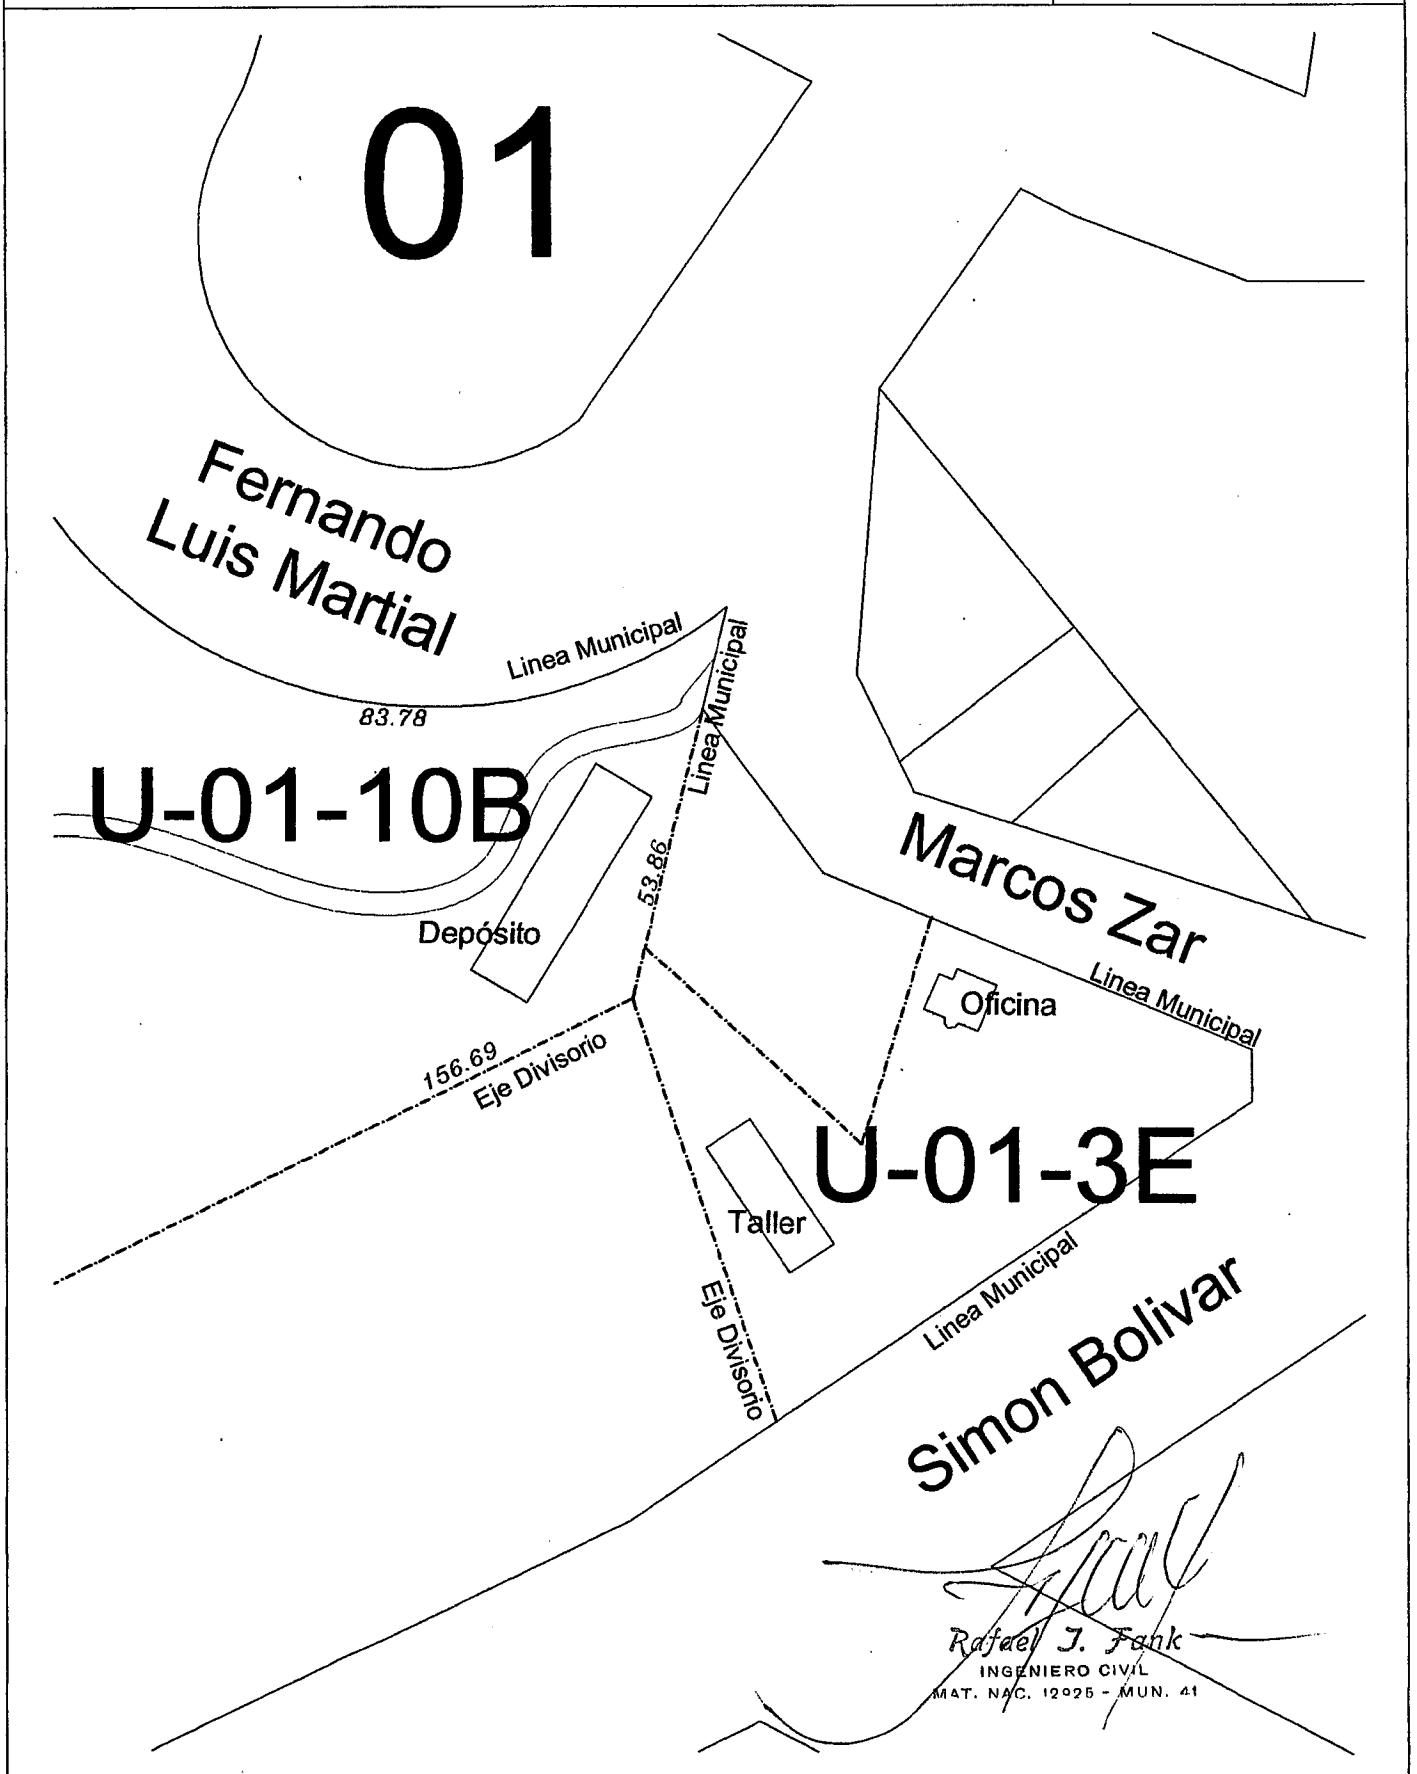 01
Fernando
Luis Martial
Linea Municipal
Linea Municipal
83.78
U-01-10B
53.86
Marcos Zar
Depósito
Linea Municipal
Oficina
156.69
Eje Divisorio
U-01-3E
Taller
Linea Municipal
Eje Divisorio
Simon Bolivar
Rafael J. Fank
INGENIERO CIVIL
MAT. NAC. 12925 - MUN. 41